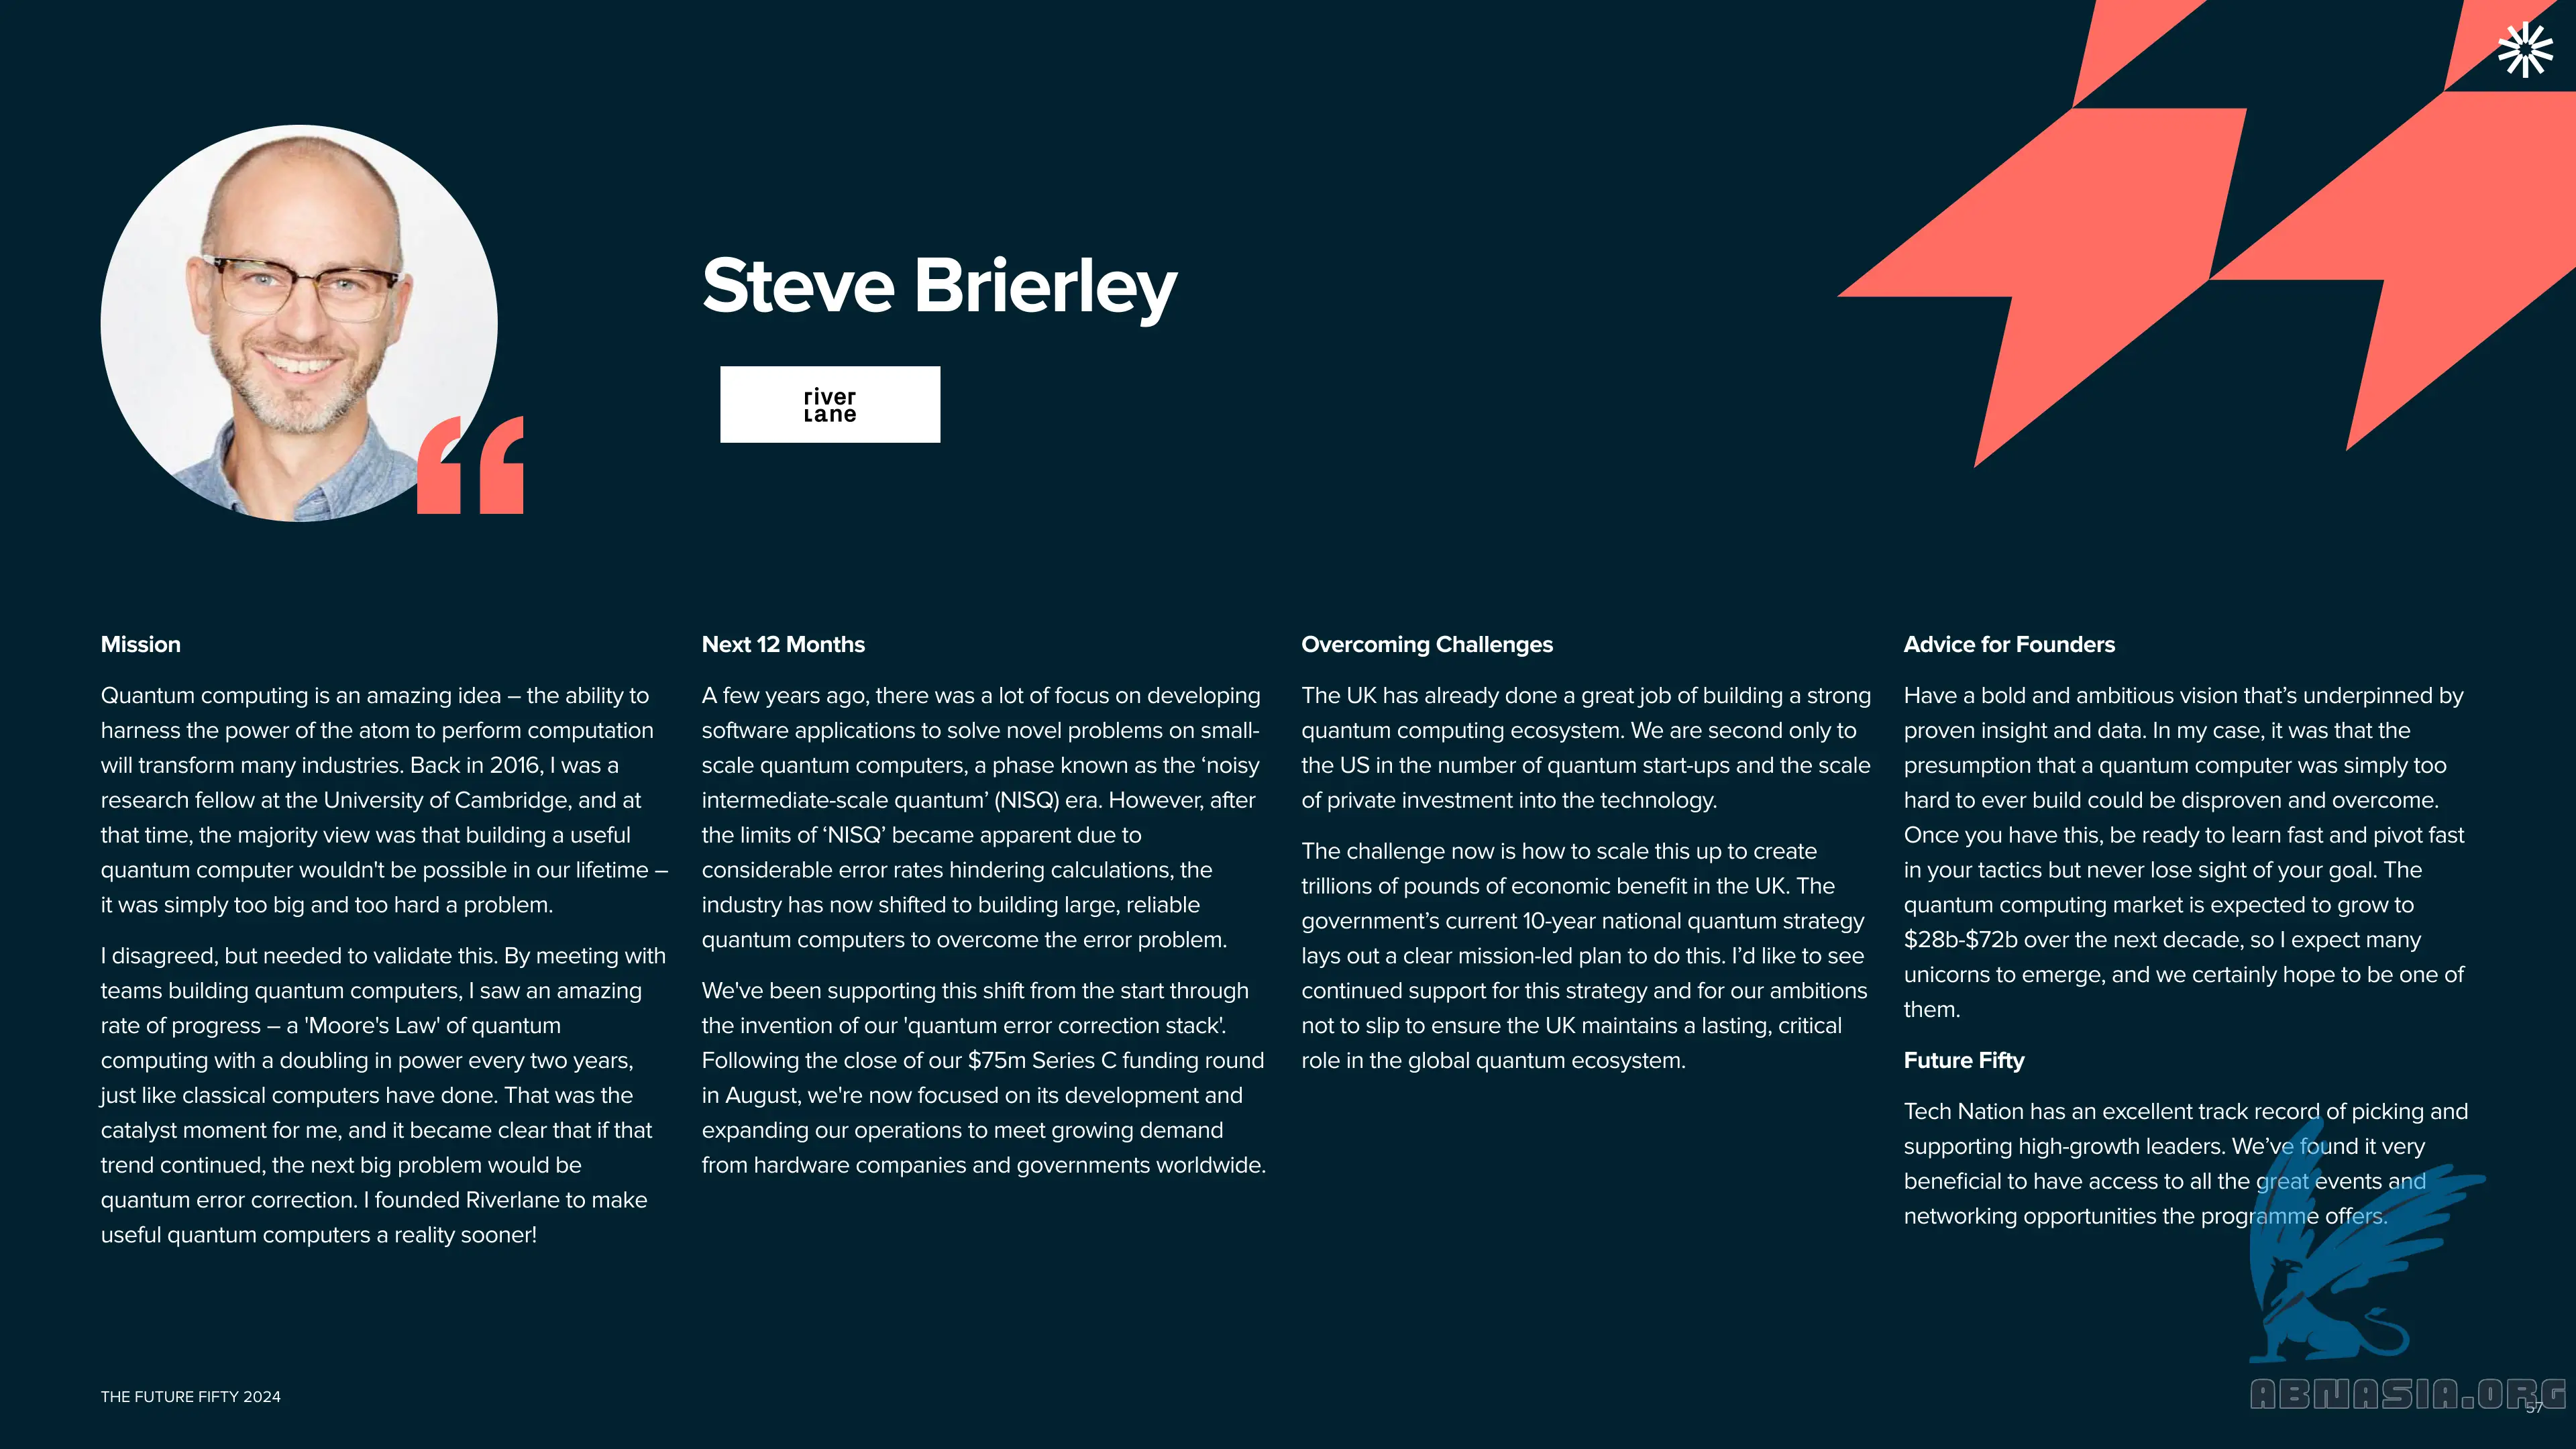 Steve Brierley
river
Lane
Mission
Quantum computing is an amazing idea – the ability to
harness the power of the atom to perform computation
will transform many industries. Back in 2016, I was a
research fellow at the University of Cambridge, and at
that time, the majority view was that building a useful
quantum computer wouldn't be possible in our lifetime –
it was simply too big and too hard a problem.
I disagreed, but needed to validate this. By meeting with
teams building quantum computers, I saw an amazing
rate of progress – a 'Moore's Law' of quantum
computing with a doubling in power every two years,
just like classical computers have done. That was the
catalyst moment for me, and it became clear that if that
trend continued, the next big problem would be
quantum error correction. I founded Riverlane to make
useful quantum computers a reality sooner!
Next 12 Months
A few years ago, there was a lot of focus on developing
software applications to solve novel problems on small-
scale quantum computers, a phase known as the ‘noisy
intermediate-scale quantum’ (NISQ) era. However, after
the limits of ‘NISQ’ became apparent due to
considerable error rates hindering calculations, the
industry has now shifted to building large, reliable
quantum computers to overcome the error problem.
We've been supporting this shift from the start through
the invention of our 'quantum error correction stack'.
Following the close of our $75m Series C funding round
in August, we're now focused on its development and
expanding our operations to meet growing demand
from hardware companies and governments worldwide.
Overcoming Challenges
The UK has already done a great job of building a strong
quantum computing ecosystem. We are second only to
the US in the number of quantum start-ups and the scale
of private investment into the technology.
The challenge now is how to scale this up to create
trillions of pounds of economic benefit in the UK. The
government’s current 10-year national quantum strategy
lays out a clear mission-led plan to do this. I’d like to see
continued support for this strategy and for our ambitions
not to slip to ensure the UK maintains a lasting, critical
role in the global quantum ecosystem.
Advice for Founders
Have a bold and ambitious vision that’s underpinned by
proven insight and data. In my case, it was that the
presumption that a quantum computer was simply too
hard to ever build could be disproven and overcome.
Once you have this, be ready to learn fast and pivot fast
in your tactics but never lose sight of your goal. The
quantum computing market is expected to grow to
$28b-$72b over the next decade, so I expect many
unicorns to emerge, and we certainly hope to be one of
them.
Future Fifty
Tech Nation has an excellent track record of picking and
supporting high-growth leaders. We’ve found it very
beneficial to have access to all the great events and
networking opportunities the programme offers.
THE FUTURE FIFTY 2024
ABNASIA.ORG
57